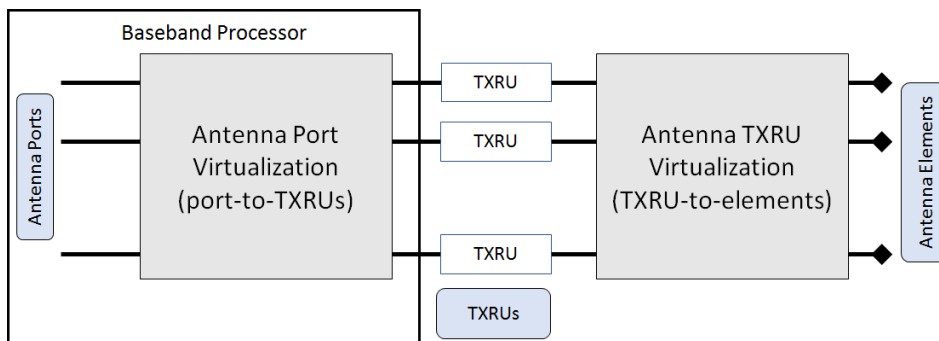 Baseband Processor
Antenna Ports
Antenna Port
Virtualization
(port-to-TXRUs)
TXRU
TXRU
TXRU
TXRUs
Antenna TXRU
Virtualization
(TXRU-to-elements)
Antenna Elements